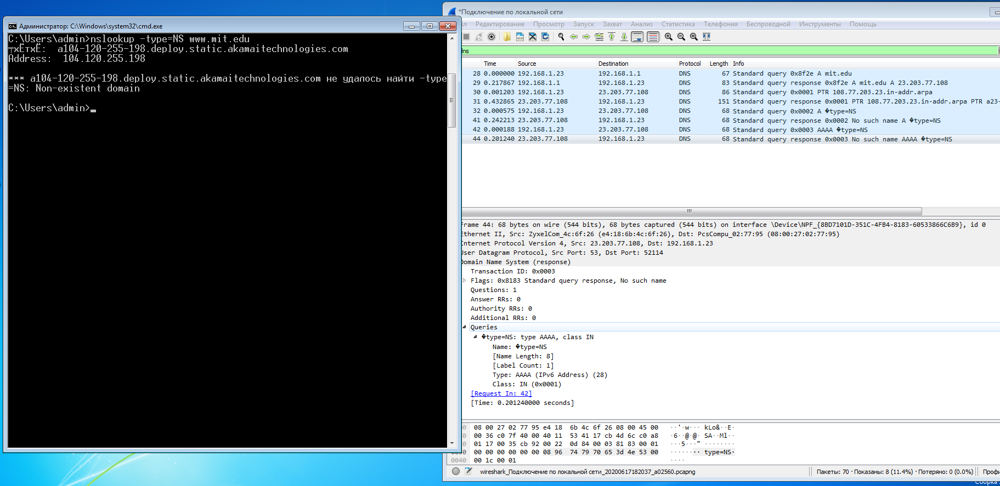 Администратор: C:\Windows\system32\cmd.exe
C:\Users\admin>nslookup –type=NS www.mit.edu
╤хЁтхЁ:  a104-120-255-198.deploy.static.akamaitechnologies.com
Address:  104.120.255.198
*** a104-120-255-198.deploy.static.akamaitechnologies.com не удалось найти –type
=NS: Non-existent domain
C:\Users\admin>
*Подключение по локальной сети
Редактирование Просмотр Запуск Захват Анализ Статистика Телефония Беспроводной Инструменты Помощь
dns
Time Source Destination Protocol Length Info
28 0.000000 192.168.1.23 192.168.1.1 DNS 67 Standard query 0x8f2e A mit.edu
29 0.217867 192.168.1.1 192.168.1.23 DNS 83 Standard query response 0x8f2e A mit.edu A 23.203.77.108
30 0.001203 192.168.1.23 23.203.77.108 DNS 86 Standard query 0x0001 PTR 108.77.203.23.in-addr.arpa
31 0.432865 23.203.77.108 192.168.1.23 DNS 151 Standard query response 0x0001 PTR 108.77.203.23.in-addr.arpa PTR a23-
32 0.000575 192.168.1.23 23.203.77.108 DNS 68 Standard query 0x0002 A �type=NS
41 0.242213 23.203.77.108 192.168.1.23 DNS 68 Standard query response 0x0002 No such name A �type=NS
42 0.000188 192.168.1.23 23.203.77.108 DNS 68 Standard query 0x0003 AAAA �type=NS
44 0.201240 23.203.77.108 192.168.1.23 DNS 68 Standard query response 0x0003 No such name AAAA �type=NS
Frame 44: 68 bytes on wire (544 bits), 68 bytes captured (544 bits) on interface \Device\NPF_{8BD7101D-351C-4FB4-8183-60533866C6B9}, id 0
Ethernet II, Src: ZyxelCom_4c:6f:26 (e4:18:6b:4c:6f:26), Dst: PcsCompu_02:77:95 (08:00:27:02:77:95)
Internet Protocol Version 4, Src: 23.203.77.108, Dst: 192.168.1.23
User Datagram Protocol, Src Port: 53, Dst Port: 52114
Domain Name System (response)
Transaction ID: 0x0003
Flags: 0x8183 Standard query response, No such name
Questions: 1
Answer RRs: 0
Authority RRs: 0
Additional RRs: 0
Queries
�type=NS: type AAAA, class IN
Name: �type=NS
[Name Length: 8]
[Label Count: 1]
Type: AAAA (IPv6 Address) (28)
Class: IN (0x0001)
[Request In: 42]
[Time: 0.201240000 seconds]
08 00 27 02 77 95 e4 18  6b 4c 6f 26 08 00 45 00   ··'·w··· kLo&··E·
00 36 c0 7f 40 00 40 11  53 41 17 cb 4d 6c c0 a8   ·6··@·@· SA··Ml··
01 17 00 35 cb 92 00 22  0d 84 00 03 81 83 00 01   ···5···" ········
00 00 00 00 00 00 08 96  74 79 70 65 3d 4e 53 00   ········ type=NS·
0040 00 1c 00 01   ····
wireshark_Подключение по локальной сети_20200617182037_a02560.pcapng
Пакеты: 70 · Показаны: 8 (11.4%) · Потеряно: 0 (0.0%)
Сборка